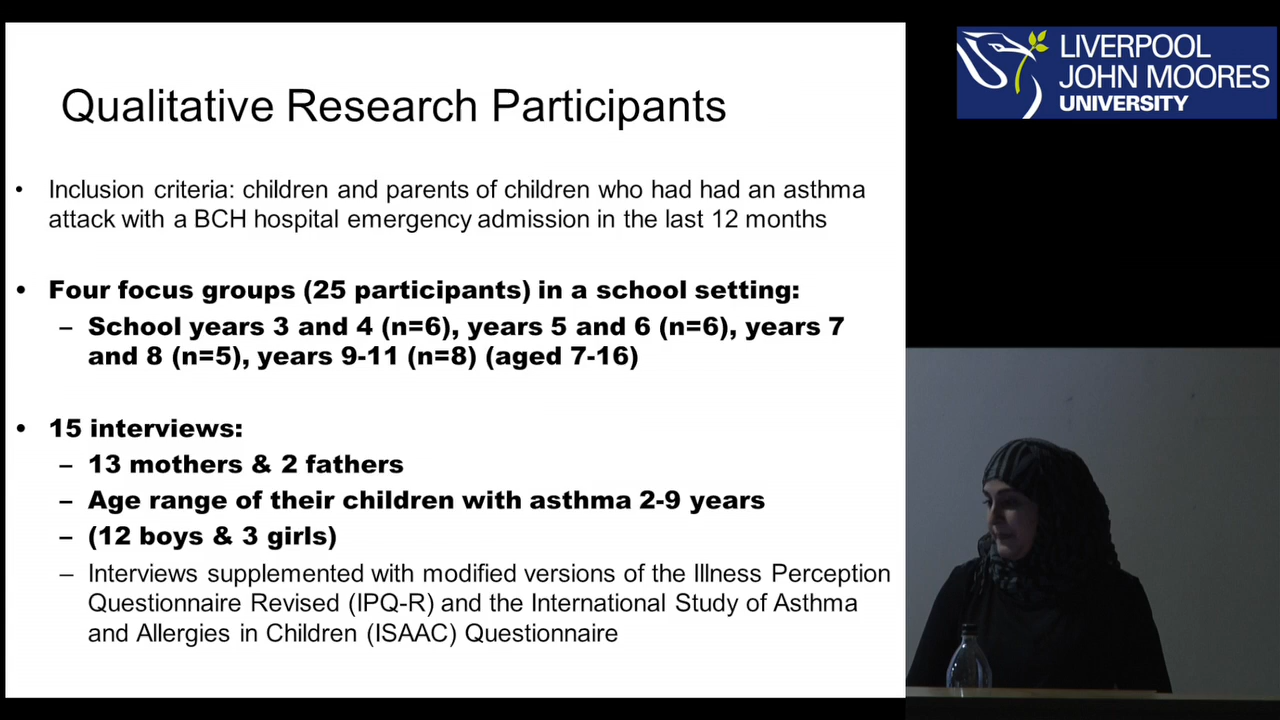 Qualitative Research Participants
• Inclusion criteria: children and parents of children who had had an asthma
attack with a BCH hospital emergency admission in the last 12 months
• Four focus groups (25 participants) in a school setting:
– School years 3 and 4 (n=6), years 5 and 6 (n=6), years 7
and 8 (n=5), years 9-11 (n=8) (aged 7-16)
• 15 interviews:
– 13 mothers & 2 fathers
– Age range of their children with asthma 2-9 years
– (12 boys & 3 girls)
– Interviews supplemented with modified versions of the Illness Perception
Questionnaire Revised (IPQ-R) and the International Study of Asthma
and Allergies in Children (ISAAC) Questionnaire
LIVERPOOL
JOHN MOORES
UNIVERSITY